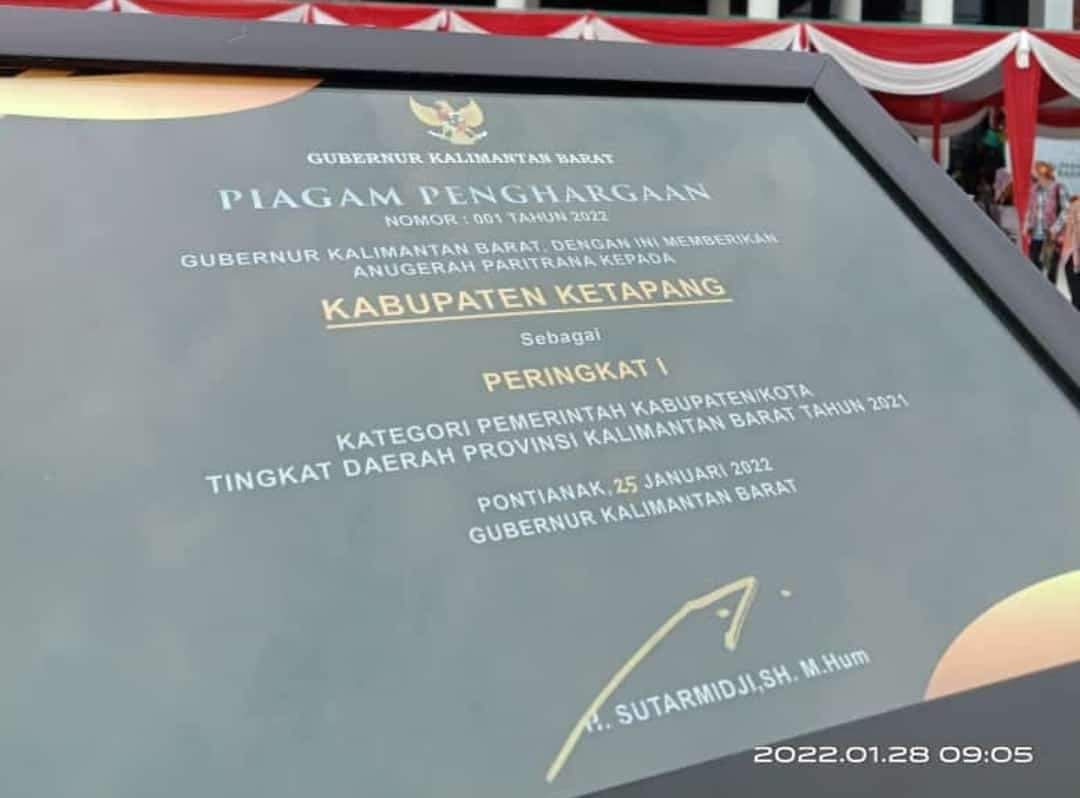 GUBERNUR KALIMANTAN BARAT
PIAGAM PENGHARGAAN
NOMOR : 001 TAHUN 2022
GUBERNUR KALIMANTAN BARAT, DENGAN INI MEMBERIKAN
ANUGERAH PARITRANA KEPADA
KABUPATEN KETAPANG
Sebagai
PERINGKAT I
KATEGORI PEMERINTAH KABUPATEN/KOTA
TINGKAT DAERAH PROVINSI KALIMANTAN BARAT TAHUN 2021
PONTIANAK, 25 JANUARI 2022
GUBERNUR KALIMANTAN BARAT
H. SUTARMIDJI,SH. M.Hum
2022.01.28 09:05